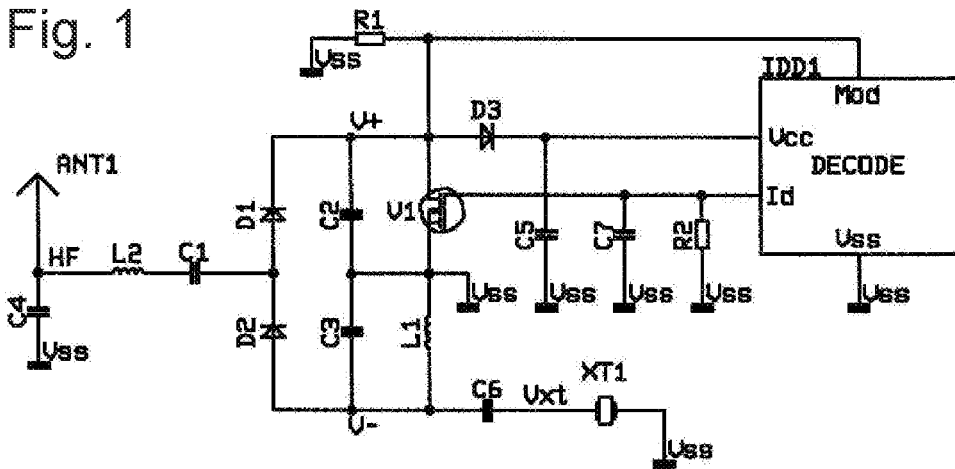 Fig. 1
R1
Vss
IDD1
Mod
D3
V+
Vcc
ANT1
DECODE
D1
C2
V1
Id
C5
C7
R2
HF
L2
C1
Vss
Vss
Vss
Vss
Vss
Vss
C4
D2
C3
L1
Vss
XT1
C6
Vxt
V-
Vss